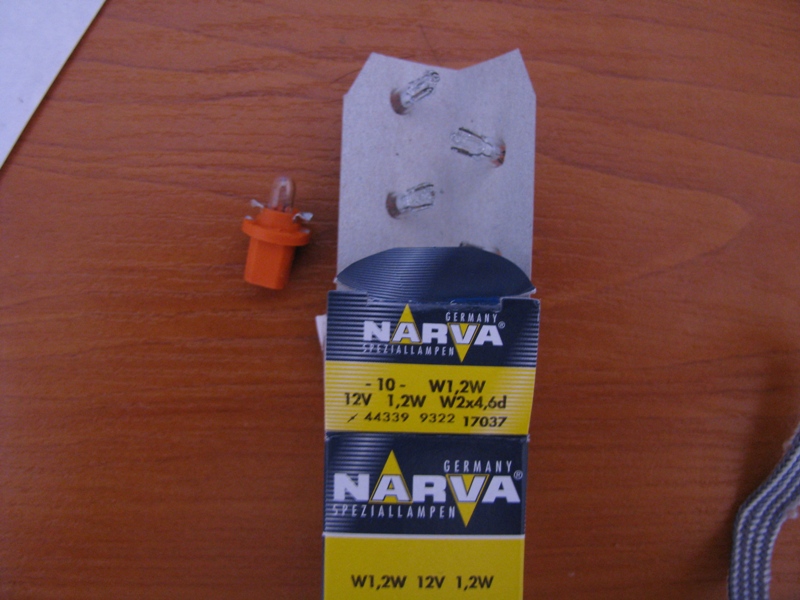 GERMANY
NARVA®
SPEZIALLAMPEN
- 10 - W1,2W
12V 1,2W W2x4,6d
44339 9322 17037
GERMANY
NARVA®
SPEZIALLAMPEN
W1,2W 12V 1,2W